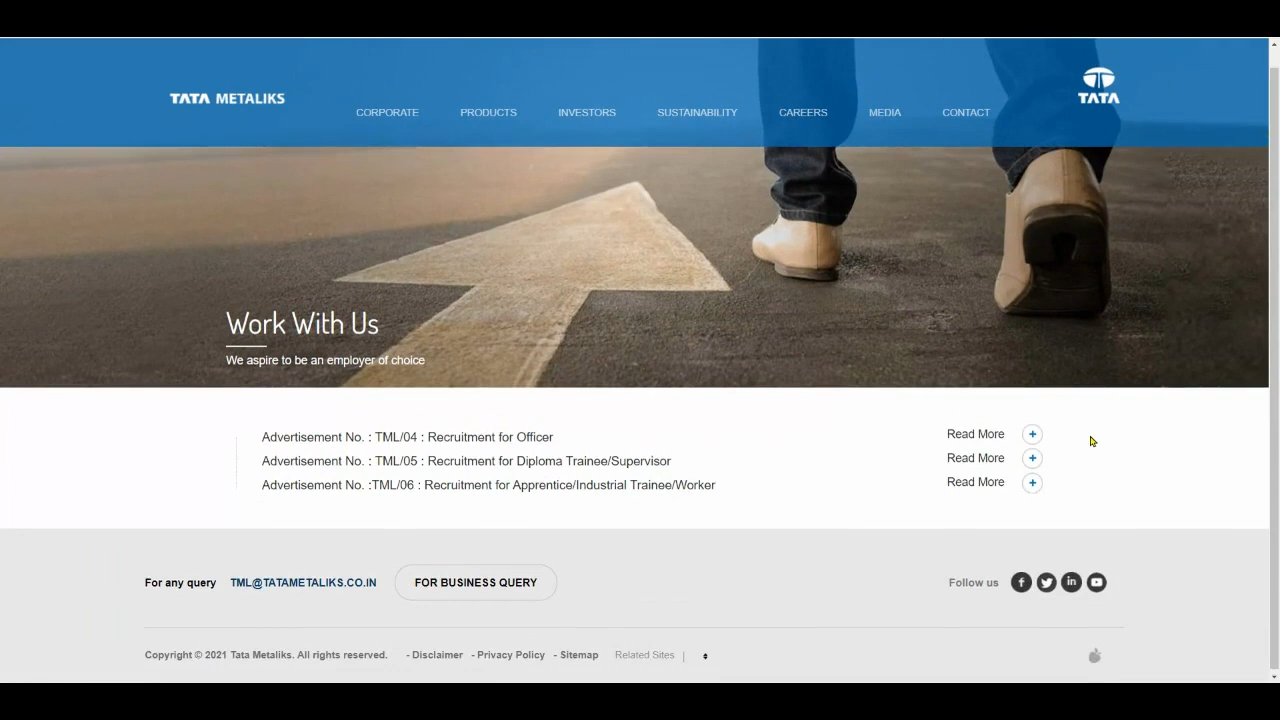 TATA METALIKS
CORPORATE PRODUCTS INVESTORS SUSTAINABILITY CAREERS MEDIA CONTACT
TATA
Work With Us
We aspire to be an employer of choice
Advertisement No. : TML/04 : Recruitment for Officer Read More +
Advertisement No. : TML/05 : Recruitment for Diploma Trainee/Supervisor Read More +
Advertisement No. :TML/06 : Recruitment for Apprentice/Industrial Trainee/Worker Read More +
For any query TML@TATAMETALIKS.CO.IN FOR BUSINESS QUERY Follow us
Copyright © 2021 Tata Metaliks. All rights reserved. - Disclaimer - Privacy Policy - Sitemap Related Sites |